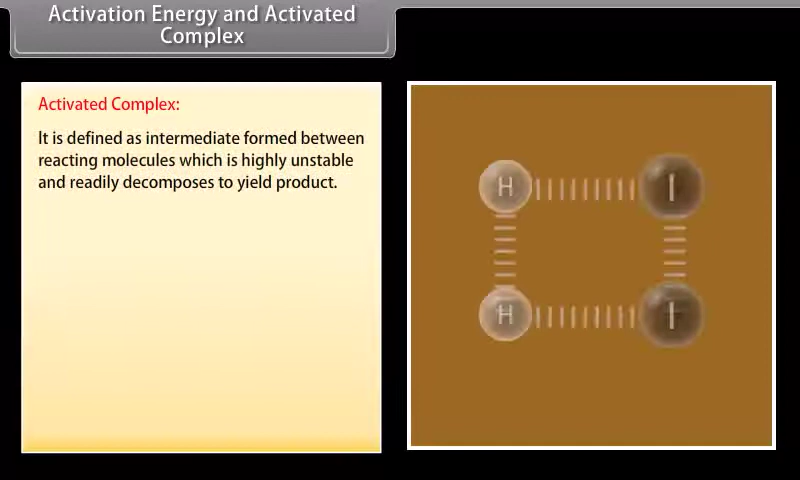 Activation Energy and Activated
Complex
Activated Complex:
It is defined as intermediate formed between
reacting molecules which is highly unstable
and readily decomposes to yield product.
H I
H I